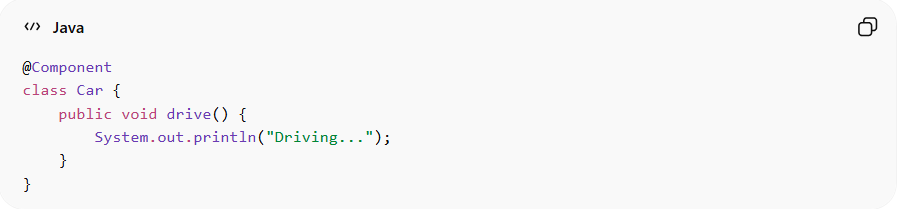 </> Java
@Component
class Car {
    public void drive() {
        System.out.println("Driving...");
    }
}